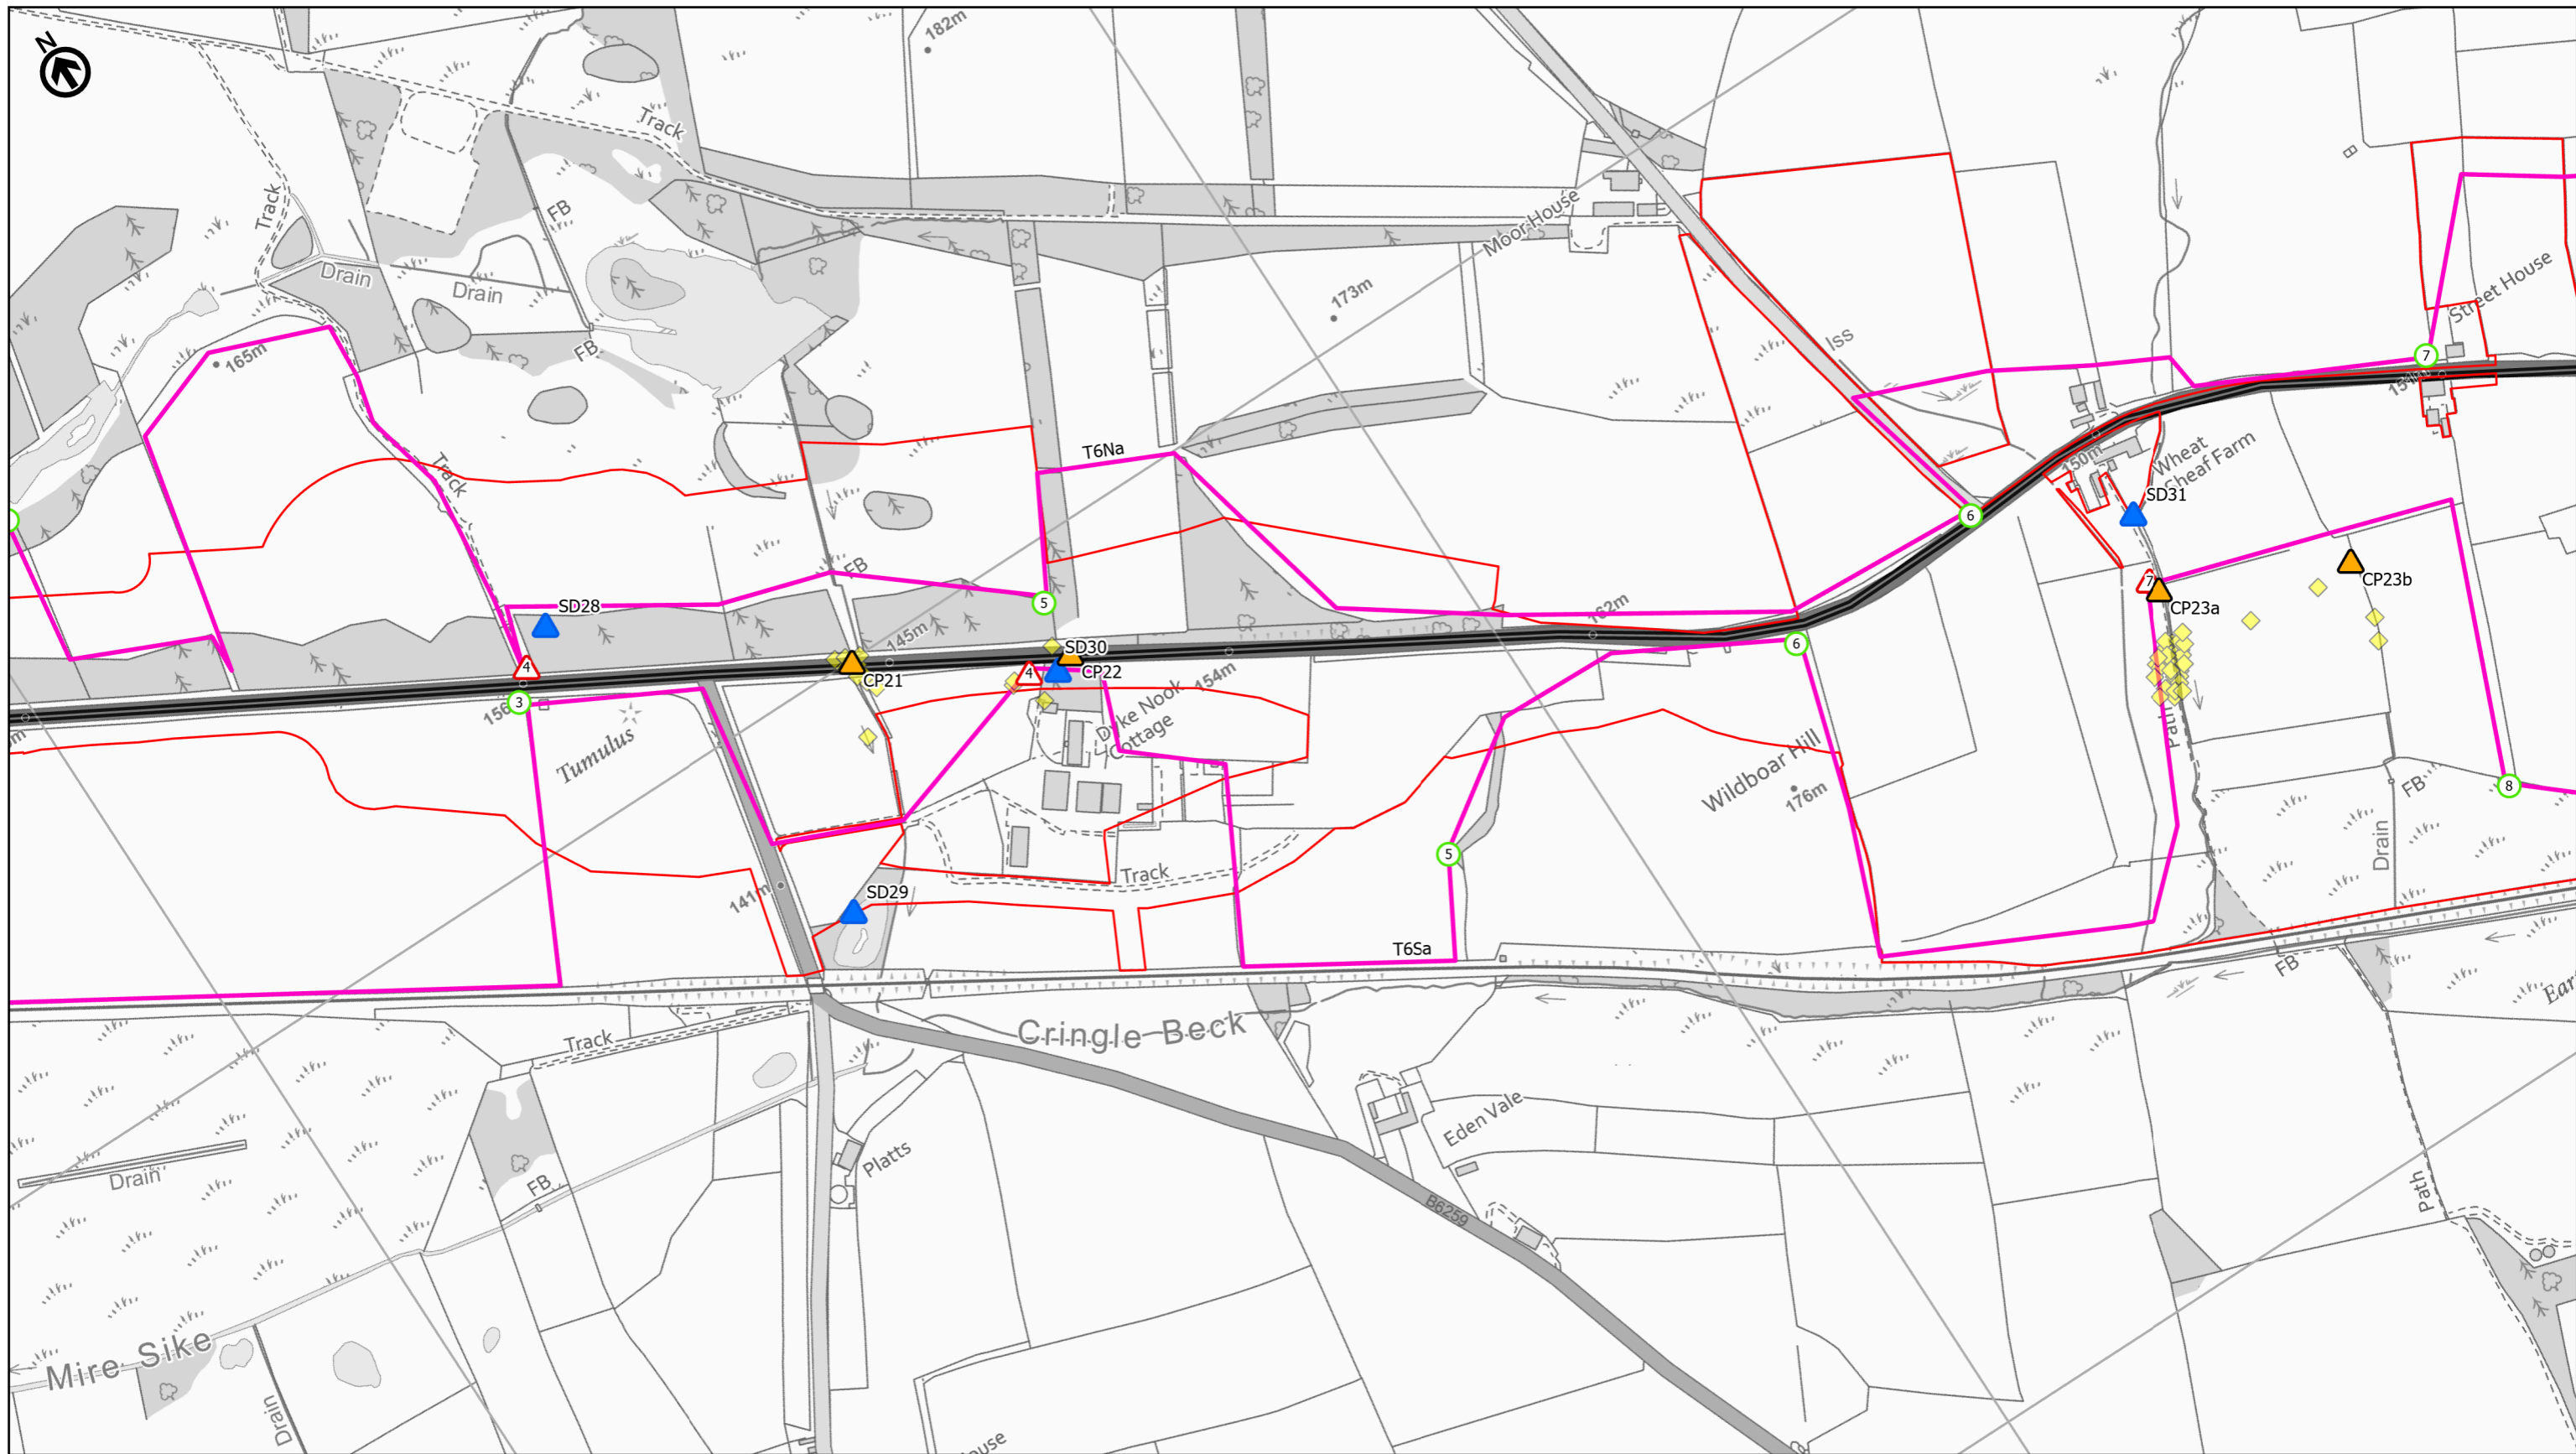 N
182m
Track
Track
FB
Drain
Drain
Moor House
173m
Street House
Iss
FB
165m
7
T6Na
Track
Wheat
Sheaf Farm
150m
SD31
6
FB
CP23b
7
CP23a
SD28
5
162m
145m
SD30
6
4
CP21
4
CP22
154m
3
Dyke Nook
Cottage
Tumulus
Path
Wildboar Hill
176m
FB
8
5
Drain
Track
141m
SD29
T6Sa
FB
Cringle Beck
Track
Eden Vale
Platts
Drain
FB
B6259
Path
Mire Sike
Drain